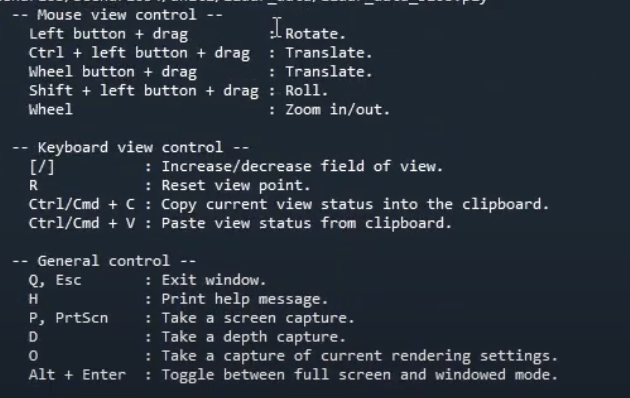 -- Mouse view control --
Left button + drag : Rotate.
Ctrl + left button + drag : Translate.
Wheel button + drag : Translate.
Shift + left button + drag : Roll.
Wheel : Zoom in/out.
-- Keyboard view control --
[/] : Increase/decrease field of view.
R : Reset view point.
Ctrl/Cmd + C : Copy current view status into the clipboard.
Ctrl/Cmd + V : Paste view status from clipboard.
-- General control --
Q, Esc : Exit window.
H : Print help message.
P, PrtScn : Take a screen capture.
D : Take a depth capture.
O : Take a capture of current rendering settings.
Alt + Enter : Toggle between full screen and windowed mode.